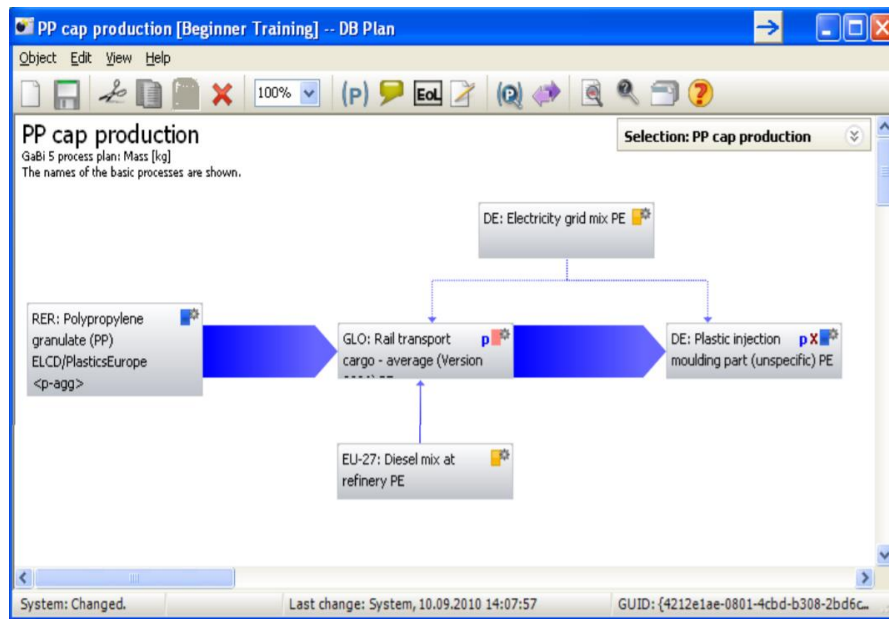 PP cap production [Beginner Training] -- DB Plan
Object Edit View Help
100% (P) EoL (P) ? ?
PP cap production
GaBi 5 process plan: Mass [kg]
The names of the basic processes are shown.
Selection: PP cap production
DE: Electricity grid mix PE
RER: Polypropylene
granulate (PP)
ELCD/PlasticsEurope
<p-agg>
GLO: Rail transport p
cargo - average (Version
DE: Plastic injection p X
moulding part (unspecific) PE
EU-27: Diesel mix at
refinery PE
System: Changed.
Last change: System, 10.09.2010 14:07:57
GUID: {4212e1ae-0801-4cbd-b308-2bd6c...